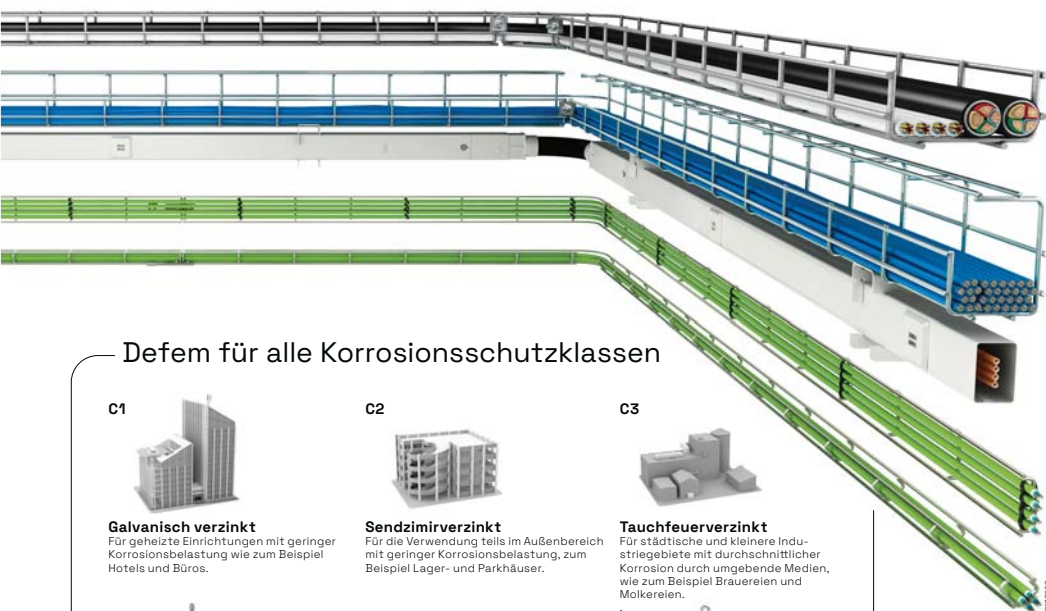 Defem für alle Korrosionsschutzklassen
C1
Galvanisch verzinkt
Für geheizte Einrichtungen mit geringer
Korrosionsbelastung wie zum Beispiel
Hotels und Büros.
C2
Sendzimirverzinkt
Für die Verwendung teils im Außenbereich
mit geringer Korrosionsbelastung, zum
Beispiel Lager- und Parkhäuser.
C3
Tauchfeuerverzinkt
Für städtische und kleinere Indu-
striegebiete mit durchschnittlicher
Korrosion durch umgebende Medien,
wie zum Beispiel Brauereien und
Molkereien.